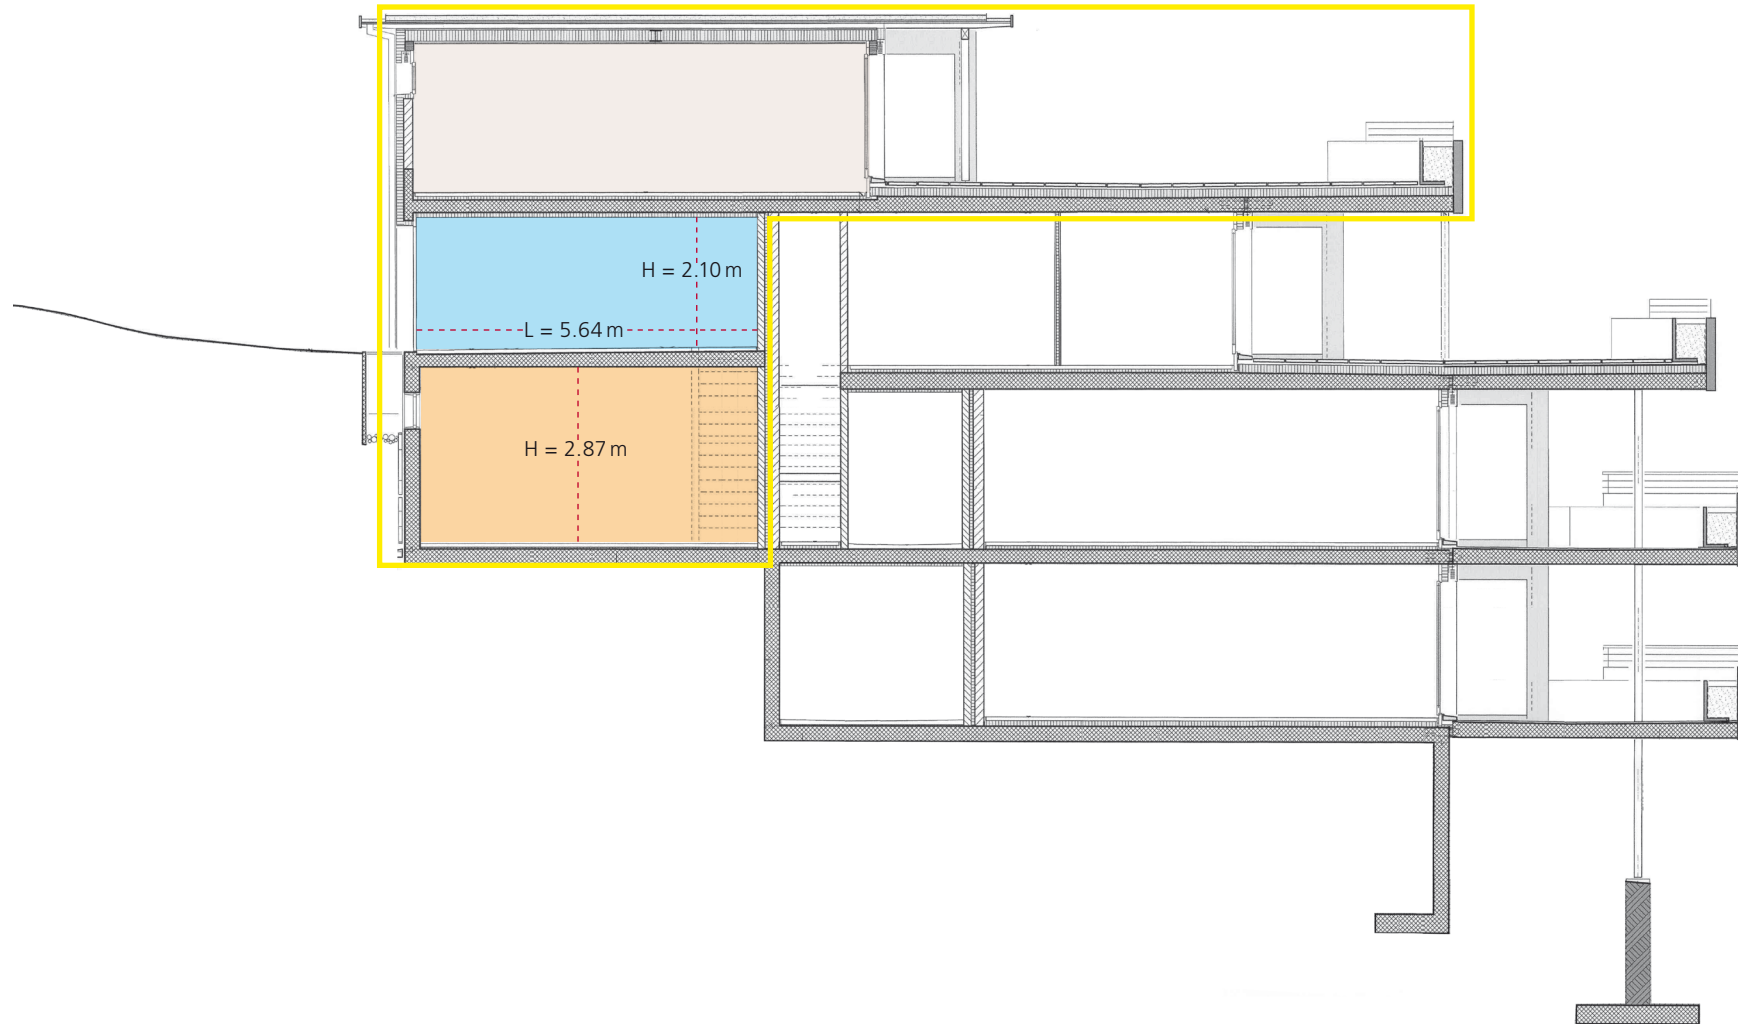 H = 2.10 m
L = 5.64 m
H = 2.87 m